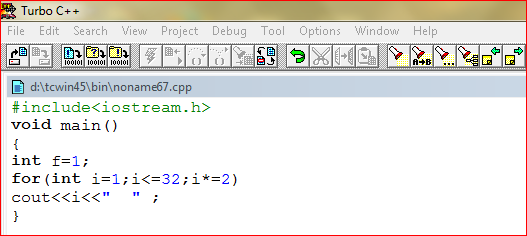 Turbo C++
File Edit Search View Project Debug Tool Options Window Help
A→B
d:\tcwin45\bin\noname67.cpp
#include<iostream.h>
void main()
{
int f=1;
for(int i=1;i<=32;i*=2)
cout<<i<<"  " ;
}